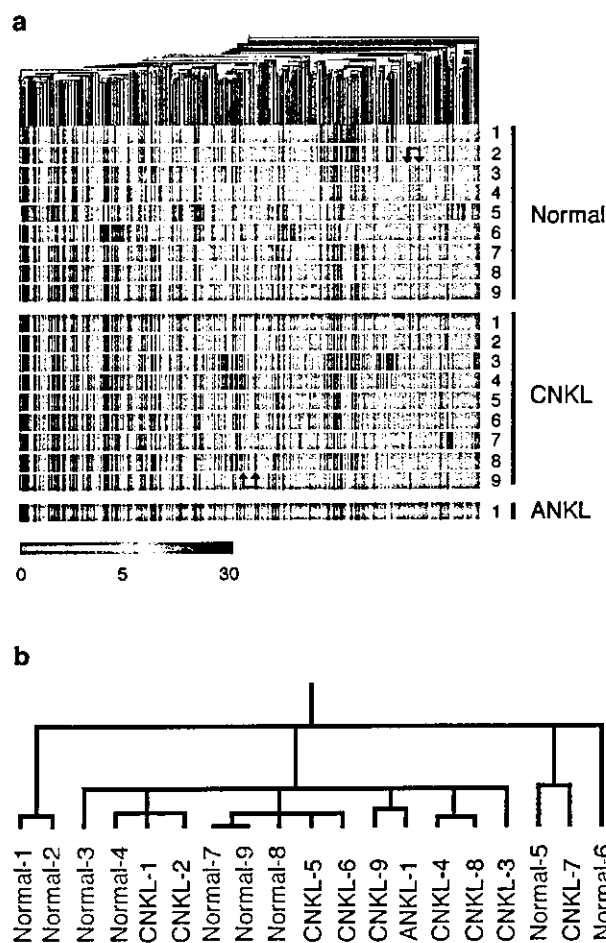 a
1
2
3
4
5
6
7
8
9
Normal
1
2
3
4
5
6
7
8
9
CNKL
1
ANKL
0 5 30
b
Normal-1
Normal-2
Normal-3
Normal-4
CNKL-1
CNKL-2
Normal-7
Normal-9
Normal-8
CNKL-5
CNKL-6
CNKL-9
ANKL-1
CNKL-4
CNKL-8
CNKL-3
Normal-5
CNKL-7
Normal-6